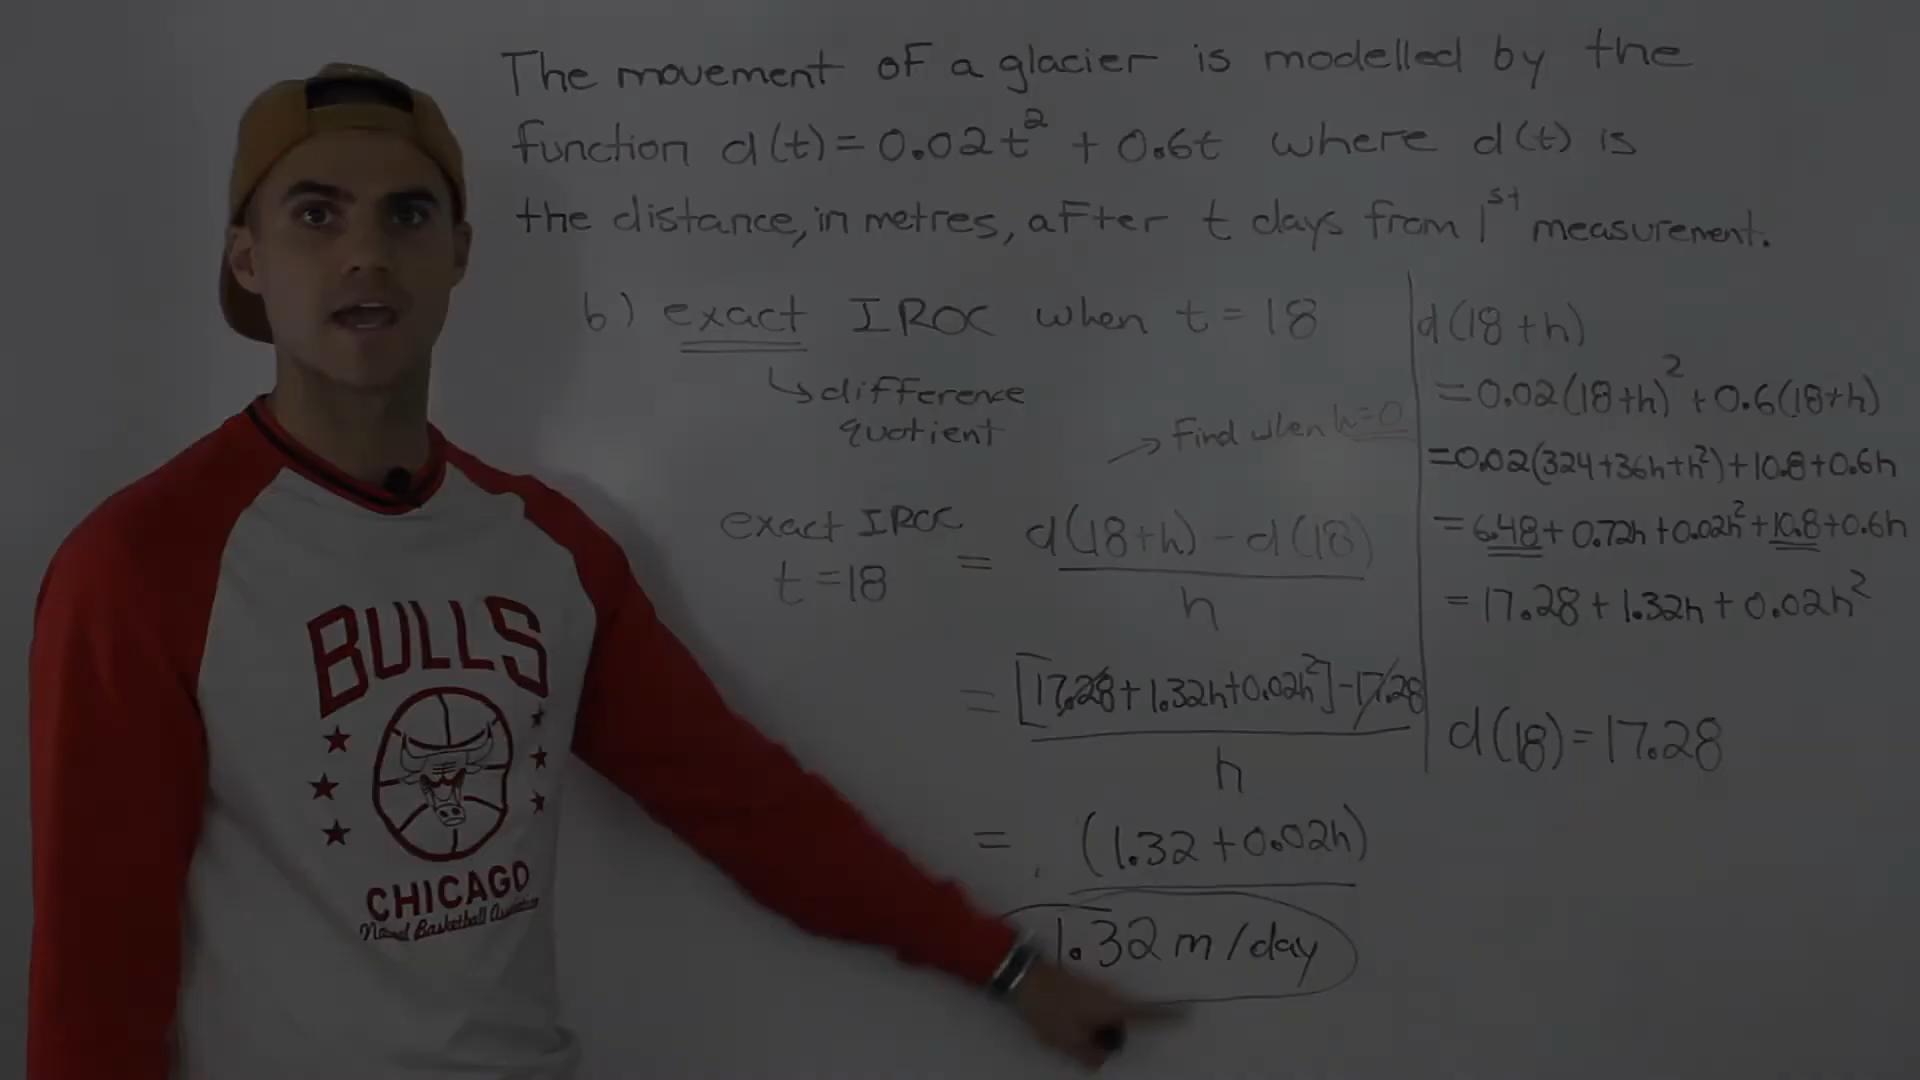 The movement of a glacier is modelled by the
function d(t) = 0.02t² + 0.6t where d(t) is
the distance, in metres, after t days from 1st measurement.
b) exact IROC when t = 18
↳ difference
quotient
→ Find when h=0
exact IROC
t = 18
= d(18+h) - d(18)
h
= [17.28 + 1.32h + 0.02h²] - 17.28
h
= (1.32 + 0.02h)
1.32 m/day
d(18+h)
= 0.02(18+h)² + 0.6(18+h)
= 0.02(324+36h+h²) + 10.8 + 0.6h
= 6.48 + 0.72h + 0.02h² + 10.8 + 0.6h
= 17.28 + 1.32h + 0.02h²
d(18) = 17.28
BULLS
CHICAGO